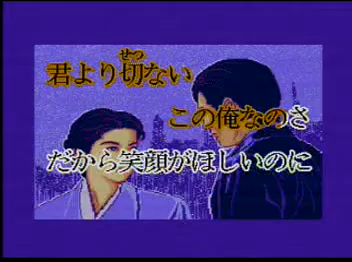 せつ
君より切ない
この俺なのさ
だから笑顔がほしいのに